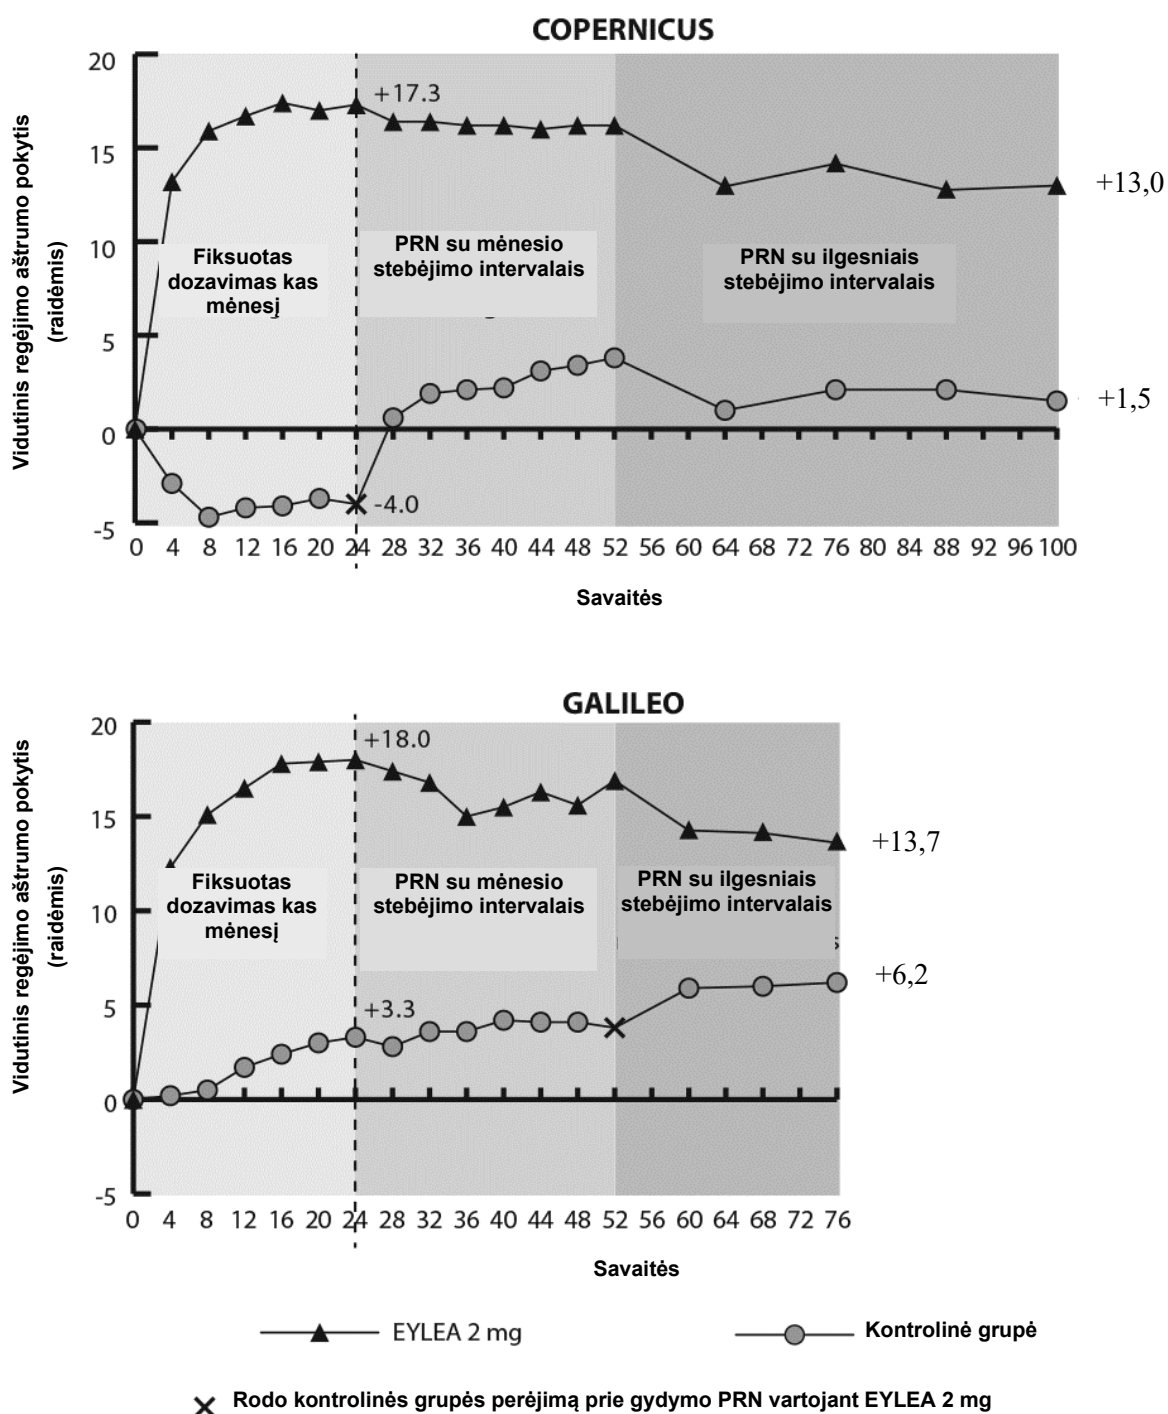 COPERNICUS
Vidutinis regėjimo aštrumo pokytis
(raidėmis)
20
15
10
5
0
-5
+17.3
-4.0
+13,0
+1,5
Fiksuotas
dozavimas kas
mėnesį
PRN su mėnesio
stebėjimo intervalais
PRN su ilgesniais
stebėjimo intervalais
0 4 8 12 16 20 24 28 32 36 40 44 48 52 56 60 64 68 72 76 80 84 88 92 96 100
Savaitės
GALILEO
Vidutinis regėjimo aštrumo pokytis
(raidėmis)
20
15
10
5
0
-5
+18.0
+3.3
+13,7
+6,2
Fiksuotas
dozavimas kas
mėnesį
PRN su mėnesio
stebėjimo intervalais
PRN su ilgesniais
stebėjimo intervalais
0 4 8 12 16 20 24 28 32 36 40 44 48 52 56 60 64 68 72 76
Savaitės
EYLEA 2 mg
Kontrolinė grupė
Rodo kontrolinės grupės perėjimą prie gydymo PRN vartojant EYLEA 2 mg